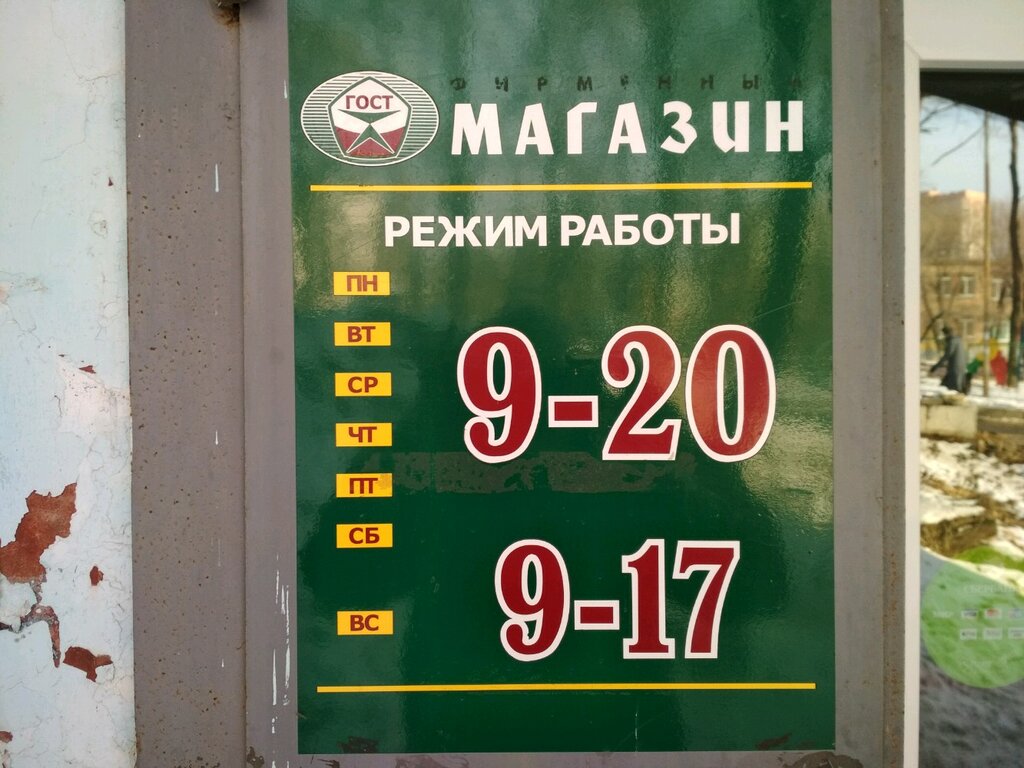 ГОСТ
ФИРМЕННЫЙ
МАГАЗИН
РЕЖИМ РАБОТЫ
ПН
ВТ
СР
9-20
ЧТ
ПТ
СБ
9-17
ВС